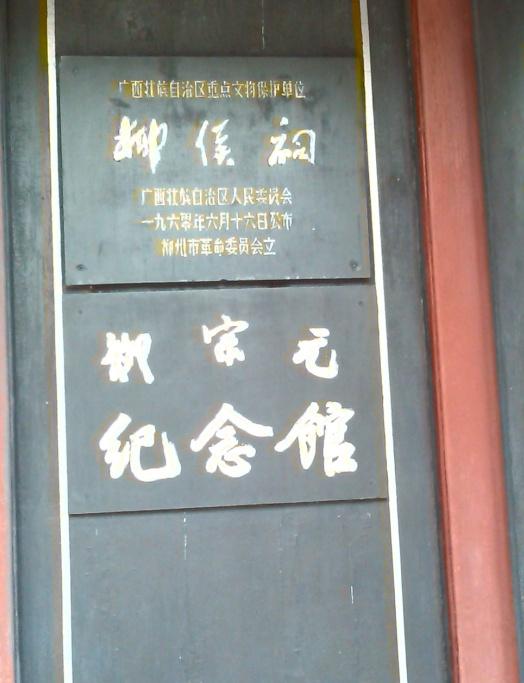 广西壮族自治区重点文物保护单位
柳侯祠
广西壮族自治区人民委员会
一九六零年六月十六日公布
柳州市革命委员会立
柳宗元
纪念馆